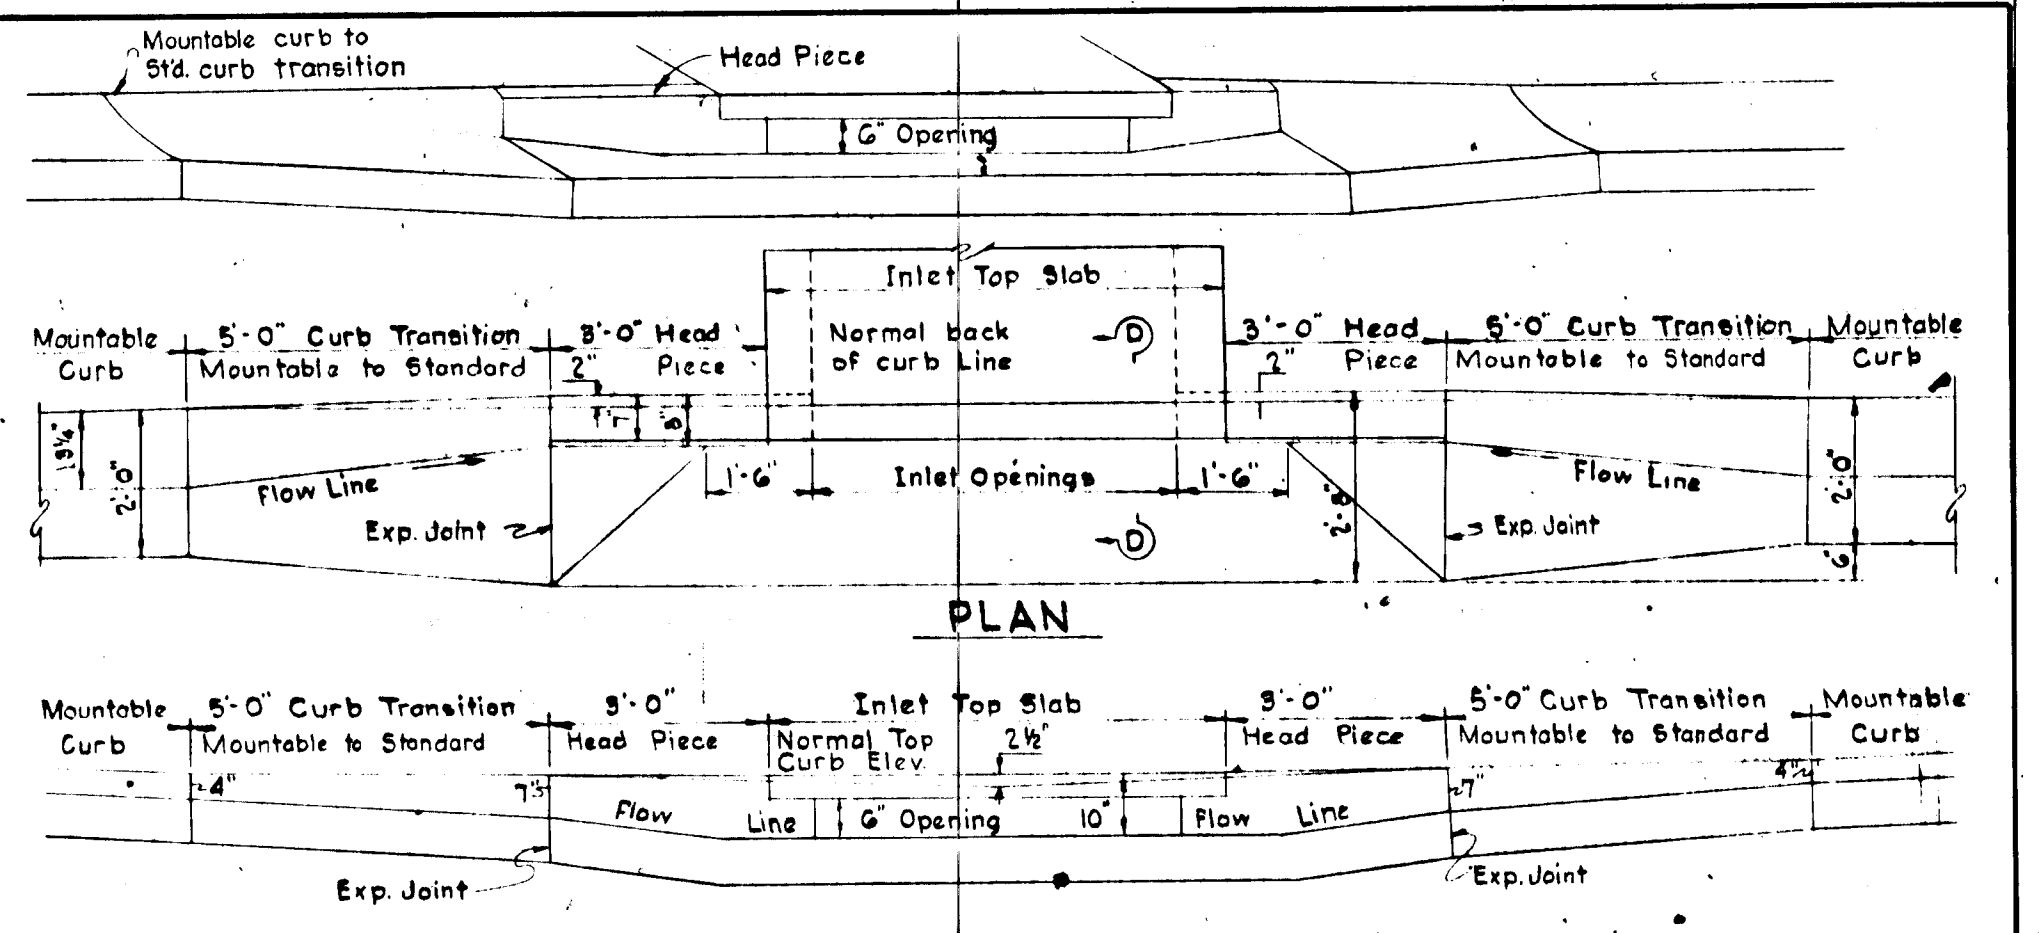 Mountable curb to
St'd. curb transition
Head Piece
6" Opening
Inlet Top Slab
Mountable
Curb
5'-0" Curb Transition
Mountable to Standard
3'-0" Head
Piece
2"
Normal back
of curb Line
D
3'-0" Head
Piece
2"
5'-0" Curb Transition
Mountable to Standard
Mountable
Curb
2'-0"
7"
8"
Flow Line
1'-6"
Inlet Openings
1'-6"
2'-8"
Flow Line
2'-0"
6"
Exp. Joint
D
Exp. Joint
PLAN
Mountable
Curb
5'-0" Curb Transition
Mountable to Standard
3'-0"
Head Piece
Inlet Top Slab
Normal Top
Curb Elev.
2½"
3'-0"
Head Piece
5'-0" Curb Transition
Mountable to Standard
Mountable
Curb
4"
7"
Flow Line
6" Opening
10"
Flow Line
7"
4"
Exp. Joint
Exp. Joint